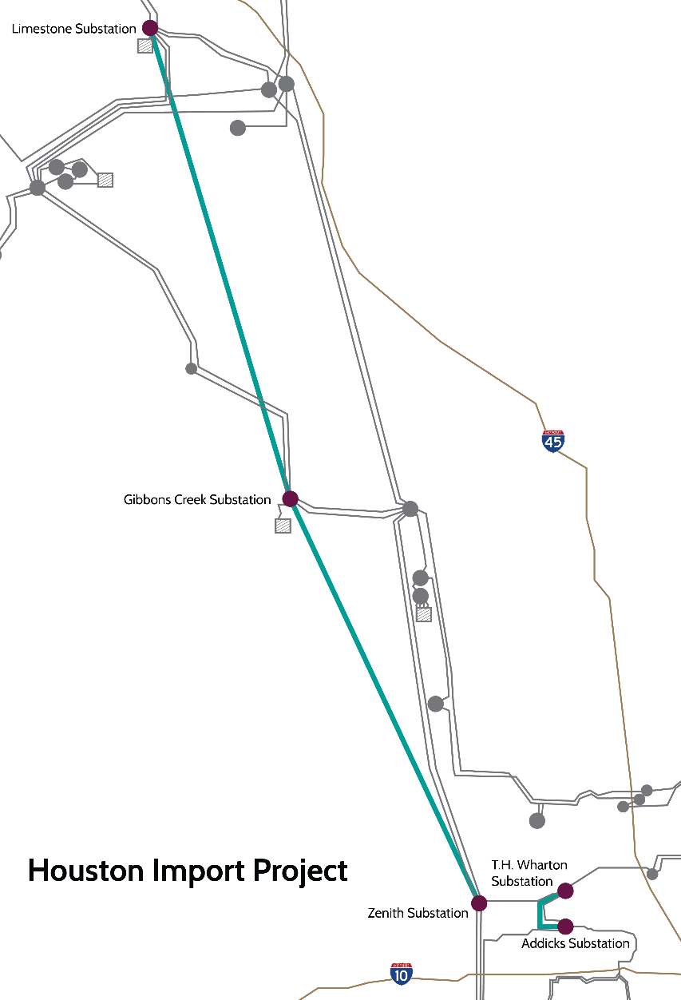 Limestone Substation
45
Gibbons Creek Substation
Houston Import Project
T.H. Wharton
Substation
Zenith Substation
Addicks Substation
10